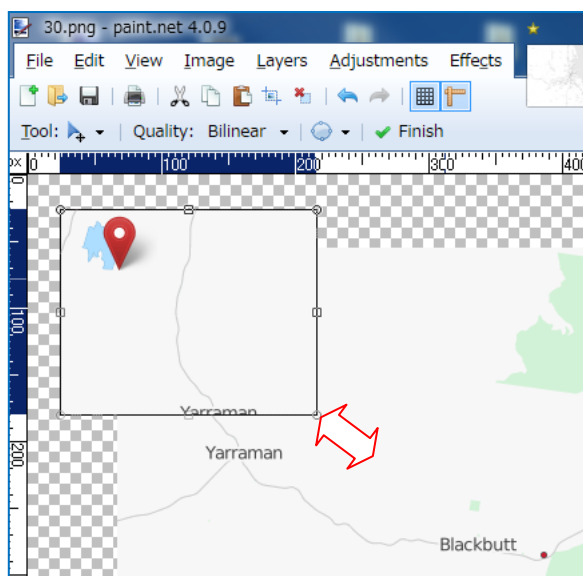 30.png - paint.net 4.0.9
File Edit View Image Layers Adjustments Effects
Tool: Quality: Bilinear Finish
px 0 100 200 300 400
0
100
200
Yarraman
Yarraman
Blackbutt